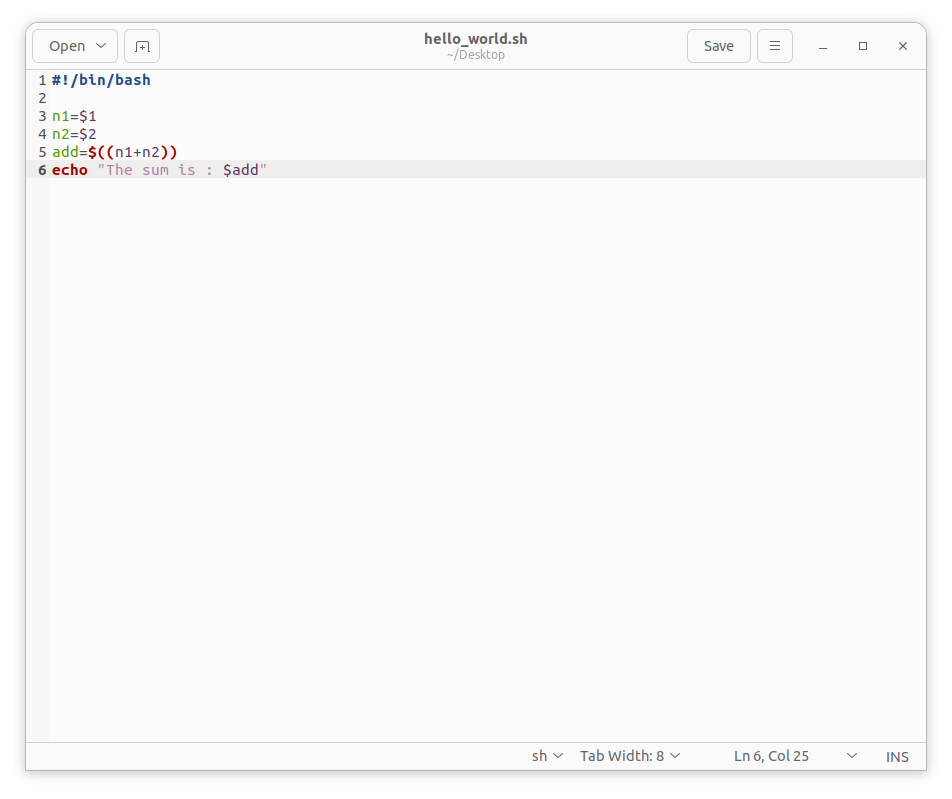 Open
hello_world.sh
~/Desktop
Save
1 #!/bin/bash
2
3 n1=$1
4 n2=$2
5 add=$((n1+n2))
6 echo "The sum is : $add"
sh Tab Width: 8 Ln 6, Col 25 INS